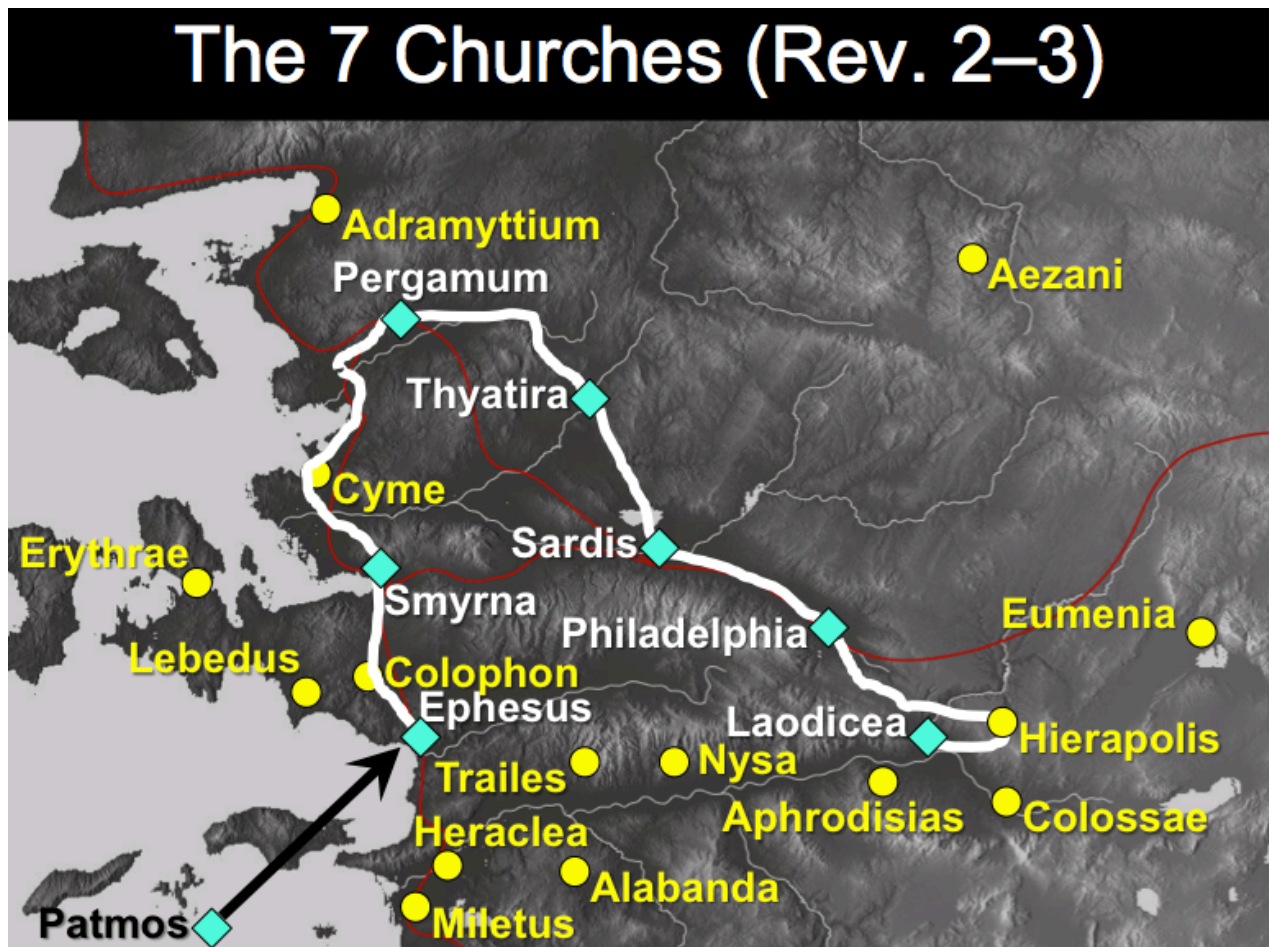 The 7 Churches (Rev. 2–3)
Adramyttium
Aezani
Pergamum
Thyatira
Cyme
Sardis
Erythrae
Smyrna
Eumenia
Philadelphia
Lebedus
Colophon
Ephesus
Laodicea
Hierapolis
Trailes
Nysa
Aphrodisias
Colossae
Heraclea
Alabanda
Miletus
Patmos